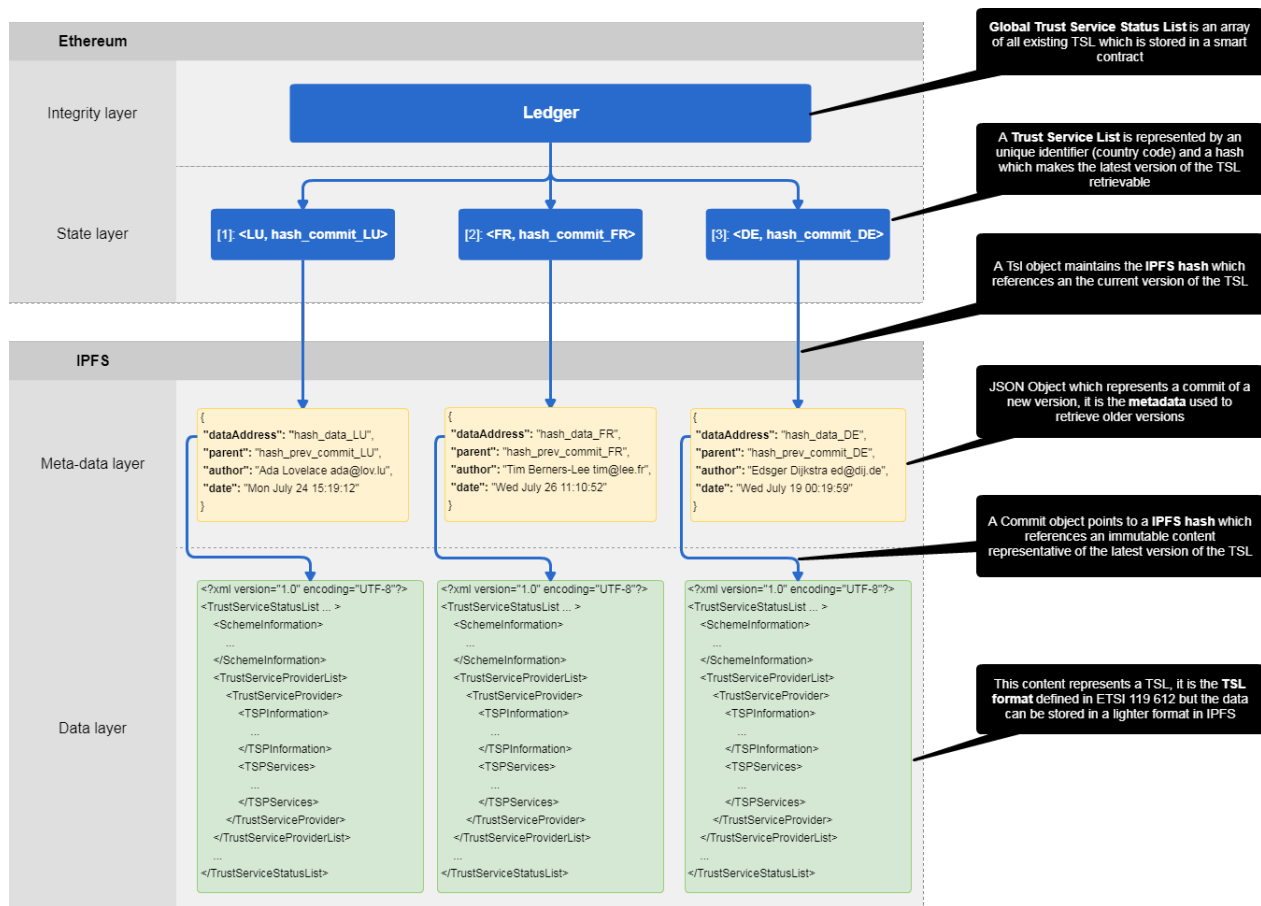 Ethereum
Integrity layer
Ledger
Global Trust Service Status List is an array
of all existing TSL which is stored in a smart
contract
State layer
[1]: <LU, hash_commit_LU>
[2]: <FR, hash_commit_FR>
[3]: <DE, hash_commit_DE>
A Trust Service List is represented by an
unique identifier (country code) and a hash
which makes the latest version of the TSL
retrievable
A Tsl object maintains the IPFS hash which
references an the current version of the TSL
IPFS
Meta-data layer
{
"dataAddress": "hash_data_LU",
"parent": "hash_prev_commit_LU",
"author": "Ada Lovelace ada@lov.lu",
"date": "Mon July 24 15:19:12"
}
{
"dataAddress": "hash_data_FR",
"parent": "hash_prev_commit_FR",
"author": "Tim Berners-Lee tim@lee.fr",
"date": "Wed July 26 11:10:52"
}
{
"dataAddress": "hash_data_DE",
"parent": "hash_prev_commit_DE",
"author": "Edsger Dijkstra ed@dij.de",
"date": "Wed July 19 00:19:59"
}
JSON Object which represents a commit of a
new version, it is the metadata used to
retrieve older versions
A Commit object points to a IPFS hash which
references an immutable content
representative of the latest version of the TSL
Data layer
<?xml version="1.0" encoding="UTF-8"?>
<TrustServiceStatusList ... >
<SchemeInformation>
...
</SchemeInformation>
<TrustServiceProviderList>
<TrustServiceProvider>
<TSPInformation>
...
</TSPInformation>
<TSPServices>
...
</TSPServices>
</TrustServiceProvider>
</TrustServiceProviderList>
...
</TrustServiceStatusList>
<?xml version="1.0" encoding="UTF-8"?>
<TrustServiceStatusList ... >
<SchemeInformation>
...
</SchemeInformation>
<TrustServiceProviderList>
<TrustServiceProvider>
<TSPInformation>
...
</TSPInformation>
<TSPServices>
...
</TSPServices>
</TrustServiceProvider>
</TrustServiceProviderList>
...
</TrustServiceStatusList>
<?xml version="1.0" encoding="UTF-8"?>
<TrustServiceStatusList ... >
<SchemeInformation>
...
</SchemeInformation>
<TrustServiceProviderList>
<TrustServiceProvider>
<TSPInformation>
...
</TSPInformation>
<TSPServices>
...
</TSPServices>
</TrustServiceProvider>
</TrustServiceProviderList>
...
</TrustServiceStatusList>
This content represents a TSL, it is the TSL
format defined in ETSI 119 612 but the data
can be stored in a lighter format in IPFS